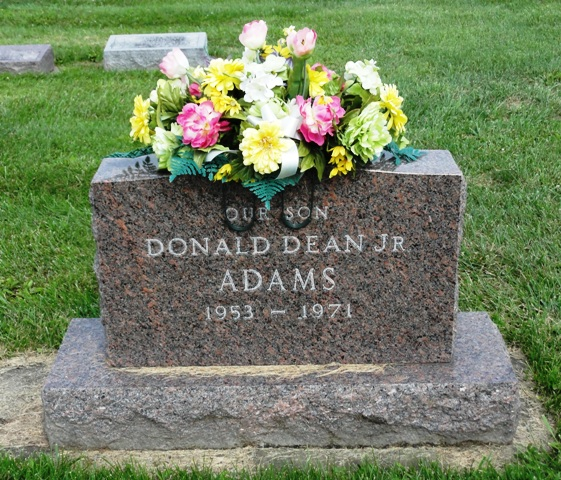 OUR SON
DONALD DEAN JR
ADAMS
1953 - 1971